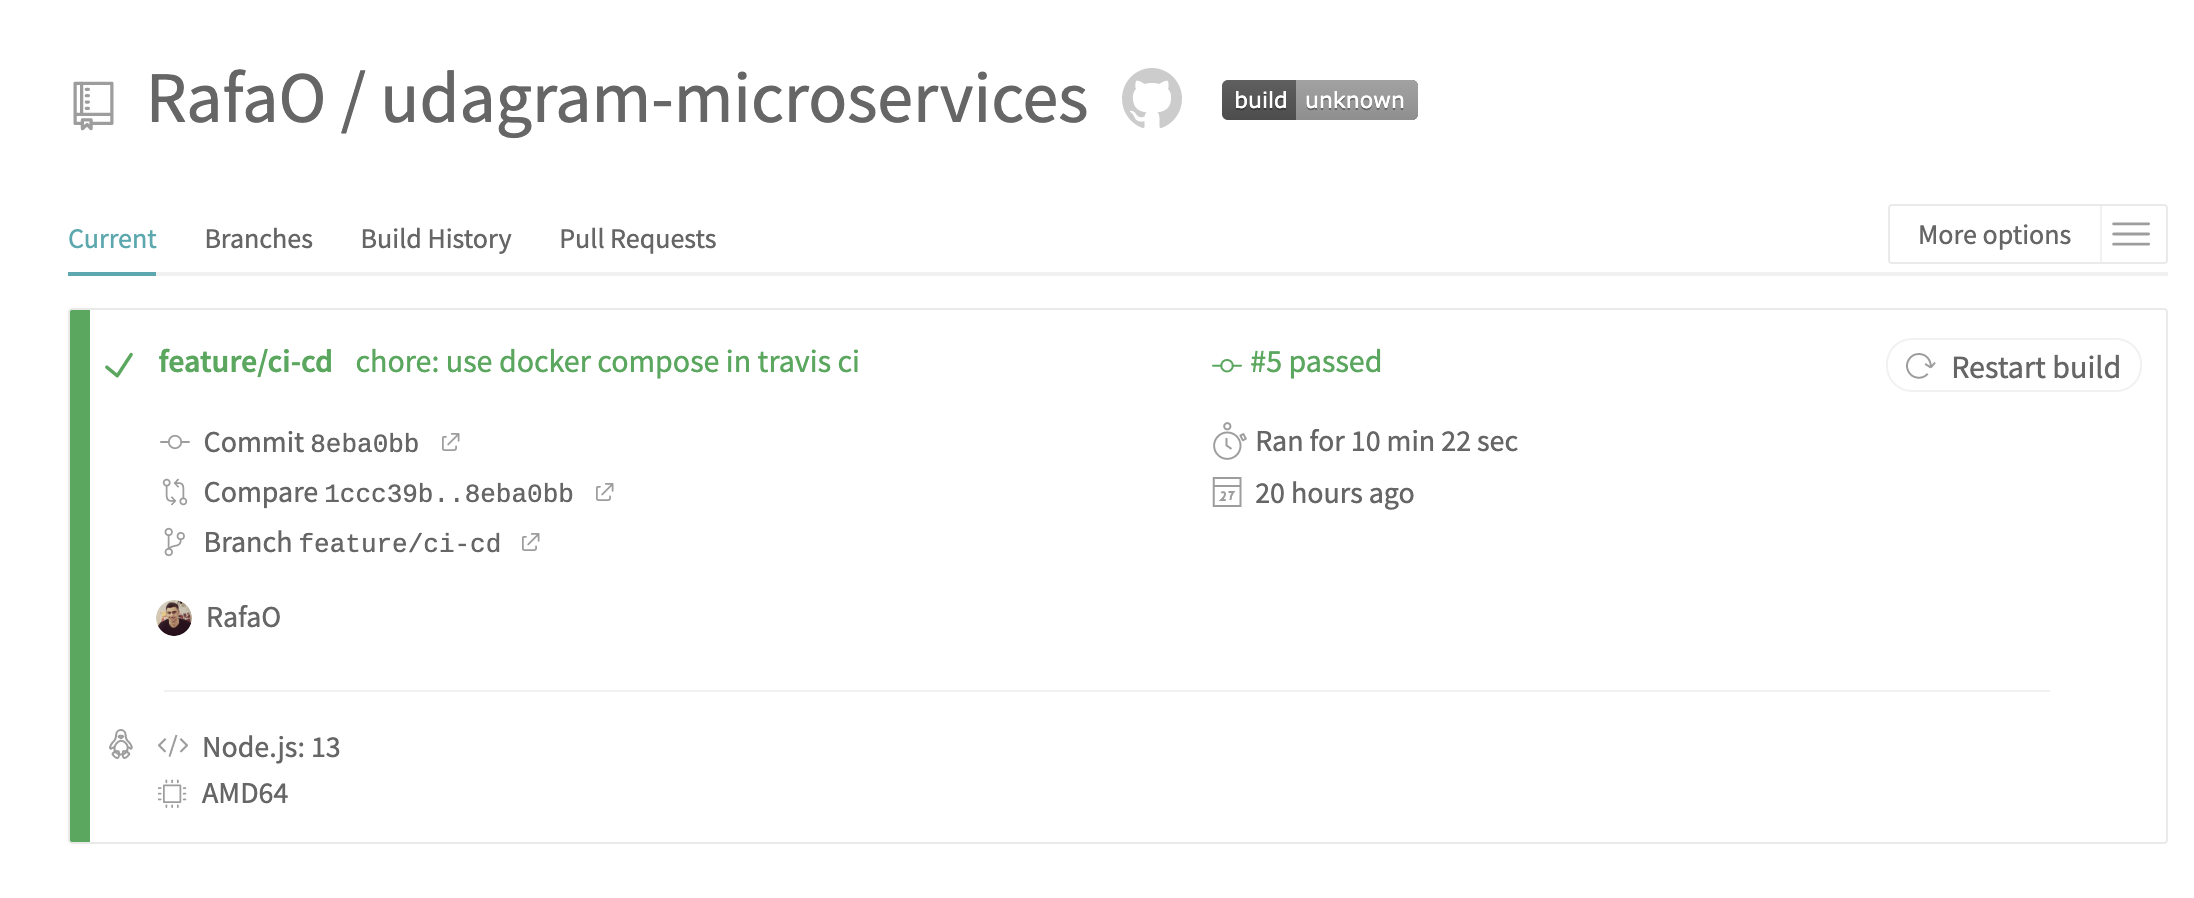 RafaO / udagram-microservices
build unknown
Current Branches Build History Pull Requests
More options
feature/ci-cd chore: use docker compose in travis ci
#5 passed
Restart build
Commit 8eba0bb
Compare 1ccc39b..8eba0bb
Branch feature/ci-cd
Ran for 10 min 22 sec
27
20 hours ago
RafaO
</> Node.js: 13
AMD64